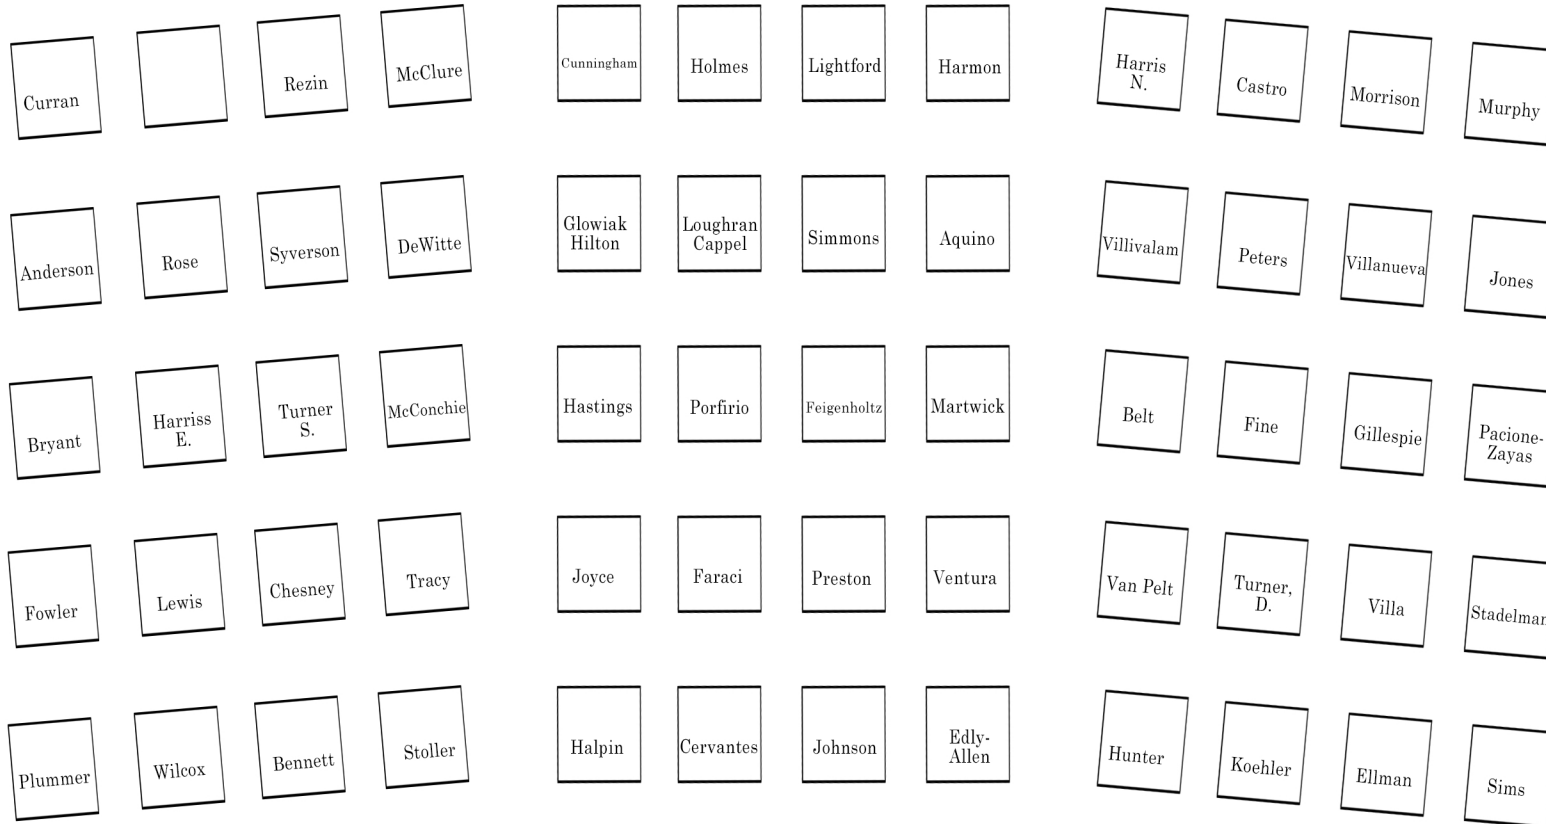 Curran
Rezin
McClure
Cunningham
Holmes
Lightford
Harmon
Harris
N.
Castro
Morrison
Murphy
Anderson
Rose
Syverson
DeWitte
Glowiak
Hilton
Loughran
Cappel
Simmons
Aquino
Villivalam
Peters
Villanueva
Jones
Bryant
Harriss
E.
Turner
S.
McConchie
Hastings
Porfirio
Feigenholtz
Martwick
Belt
Fine
Gillespie
Pacione-
Zayas
Fowler
Lewis
Chesney
Tracy
Joyce
Faraci
Preston
Ventura
Van Pelt
Turner,
D.
Villa
Stadelman
Plummer
Wilcox
Bennett
Stoller
Halpin
Cervantes
Johnson
Edly-
Allen
Hunter
Koehler
Ellman
Sims